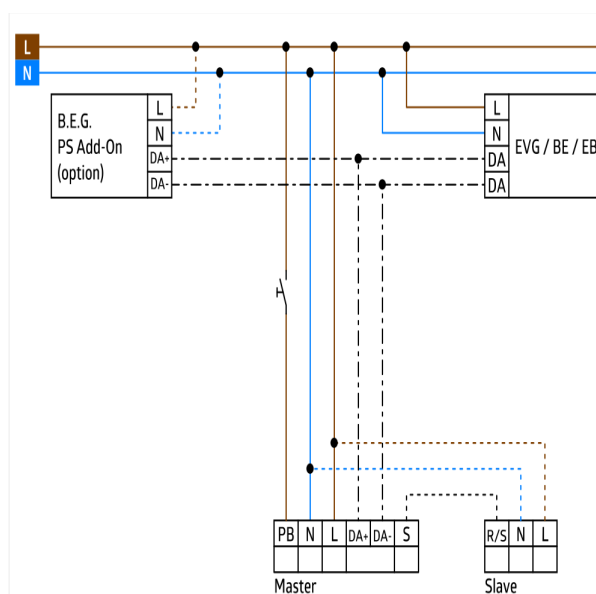 L
N
B.E.G.
PS Add-On
(option)
L
N
DA+
DA-
L
N
DA
DA
EVG / BE / EB
PB N L DA+ DA- S
R/S N L
Master
Slave